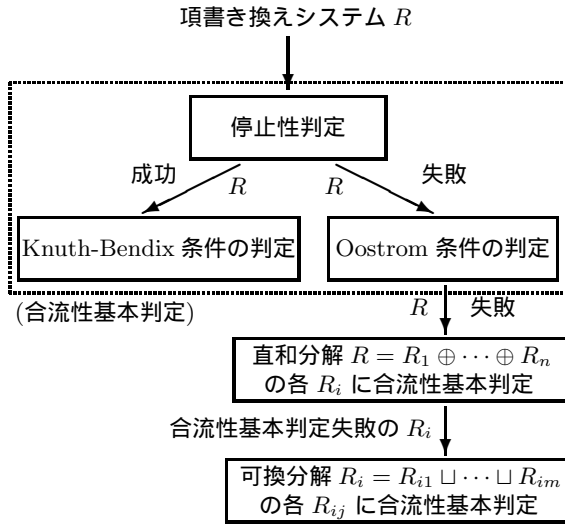 項書き換えシステム R
停止性判定
成功 R R 失敗
Knuth-Bendix 条件の判定
Oostrom 条件の判定
(合流性基本判定)
R 失敗
直和分解 R = R₁ ⊕ ⋯ ⊕ Rₙ
の各 Rᵢ に合流性基本判定
合流性基本判定失敗の Rᵢ
可換分解 Rᵢ = Rᵢ₁ ⊔ ⋯ ⊔ Rᵢₘ
の各 Rᵢⱼ に合流性基本判定